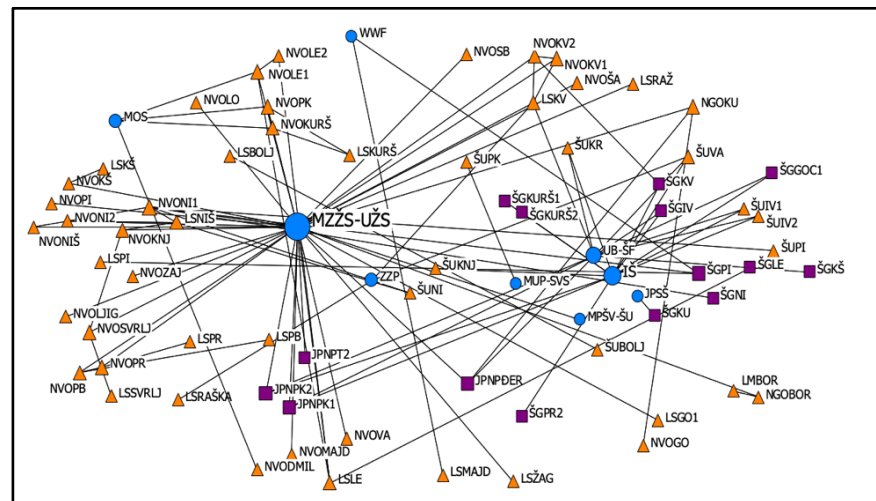 WWF
NVOLE2
NVOLE1
NVOSB
NVOKV2
NVOKV1
NVOLO
NVOPK
NVOŠA
LSRAŽ
LSKV
NGOKU
MOS
NVOKURŠ
LSBOLJ
LSKURŠ
ŠUPK
ŠUKR
ŠUVA
LSKŠ
NVOKŠ
ŠGKV
ŠGGOC1
NVOPI
NVONI1
ŠGKURŠ1
ŠGKURŠ2
ŠGIV
ŠUIV1
ŠUIV2
NVONI2
LSNIŠ
MZŽS-UŽS
NVONIŠ
NVOKNJ
UB-ŠF
ŠUPI
LSPI
NVOZAJ
ŠUKNJ
ZZP
ŠUNI
MUP-SVS
IŠ
ŠGPI
ŠGLE
ŠGKŠ
NVOLJIG
JPSS
ŠGNI
NVOSVRLJ
MPŠV-ŠU
ŠGKU
LSPR
LSPB
JPNPT2
ŠUBOLJ
NVOPR
NVOPB
JPNPK2
JPNPK1
JPNPĐER
LSSVRLJ
LSRAŠKA
ŠGPR2
LMBOR
NGOBOR
LSGO1
NVOVA
NVOGO
NVOMAJD
NVODMIL
LSLE
LSMAJD
LSŽAG